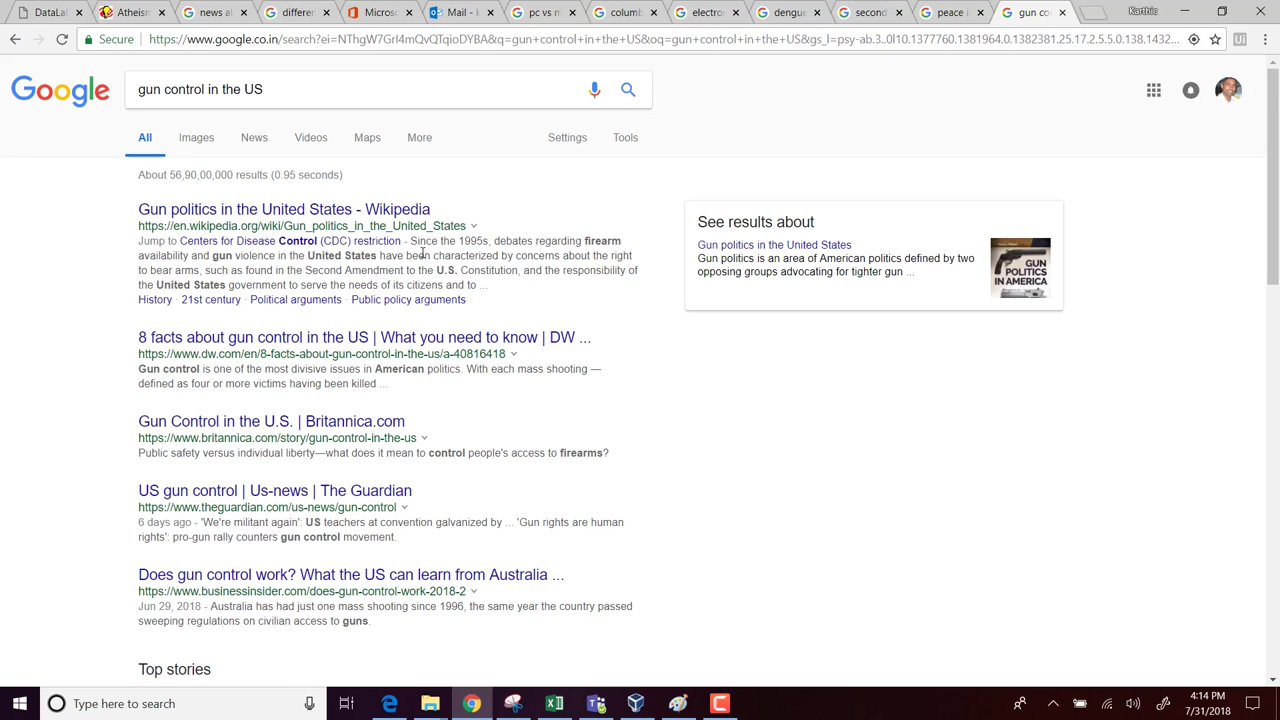 DataLa
Atheism
news al
differen
Microso
Mail - k
pc vs m
columb
electro
dengu
second
peace i
gun co
Karthic
Secure
https://www.google.co.in/search?ei=NThgW7GrI4mQvQTqioDYBA&q=gun+control+in+the+US&oq=gun+control+in+the+US&gs_l=psy-ab.3..0l10.1377760.1381964.0.1382381.25.17.2.5.5.0.138.1432...
Google
gun control in the US
All
Images
News
Videos
Maps
More
Settings
Tools
About 56,90,00,000 results (0.95 seconds)
Gun politics in the United States - Wikipedia
https://en.wikipedia.org/wiki/Gun_politics_in_the_United_States
Jump to Centers for Disease Control (CDC) restriction - Since the 1995s, debates regarding firearm
availability and gun violence in the United States have been characterized by concerns about the right
to bear arms, such as found in the Second Amendment to the U.S. Constitution, and the responsibility of
the United States government to serve the needs of its citizens and to ...
History · 21st century · Political arguments · Public policy arguments
8 facts about gun control in the US | What you need to know | DW ...
https://www.dw.com/en/8-facts-about-gun-control-in-the-us/a-40816418
Gun control is one of the most divisive issues in American politics. With each mass shooting —
defined as four or more victims having been killed ...
Gun Control in the U.S. | Britannica.com
https://www.britannica.com/story/gun-control-in-the-us
Public safety versus individual liberty—what does it mean to control people's access to firearms?
US gun control | Us-news | The Guardian
https://www.theguardian.com/us-news/gun-control
6 days ago - 'We're militant again': US teachers at convention galvanized by ... 'Gun rights are human
rights': pro-gun rally counters gun control movement.
Does gun control work? What the US can learn from Australia ...
https://www.businessinsider.com/does-gun-control-work-2018-2
Jun 29, 2018 - Australia has had just one mass shooting since 1996, the same year the country passed
sweeping regulations on civilian access to guns.
Top stories
See results about
Gun politics in the United States
Gun politics is an area of American politics defined by two
opposing groups advocating for tighter gun ...
GUN
POLITICS
IN AMERICA
Type here to search
4:14 PM
7/31/2018